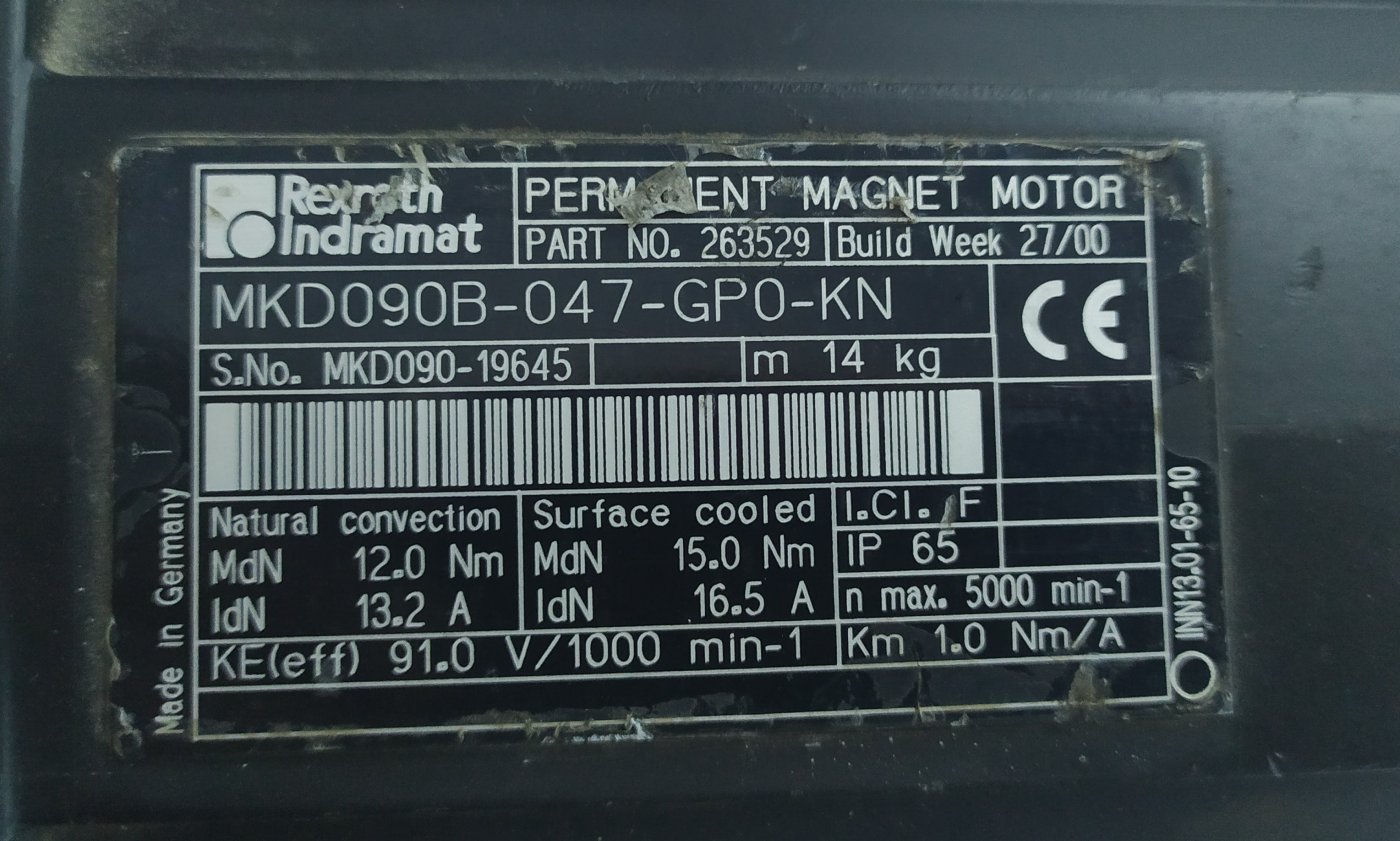 Rexroth
Indramat
PERMANENT MAGNET MOTOR
PART NO. 263529
Build Week 27/00
MKD090B-047-GP0-KN
CE
S.No. MKD090-19645
m 14 kg
Natural convection
MdN 12.0 Nm
IdN 13.2 A
Surface cooled
MdN 15.0 Nm
IdN 16.5 A
I.Cl. F
IP 65
n max. 5000 min-1
KE(eff) 91.0 V/1000 min-1
Km 1.0 Nm/A
Made in Germany
INN13.01-65-10